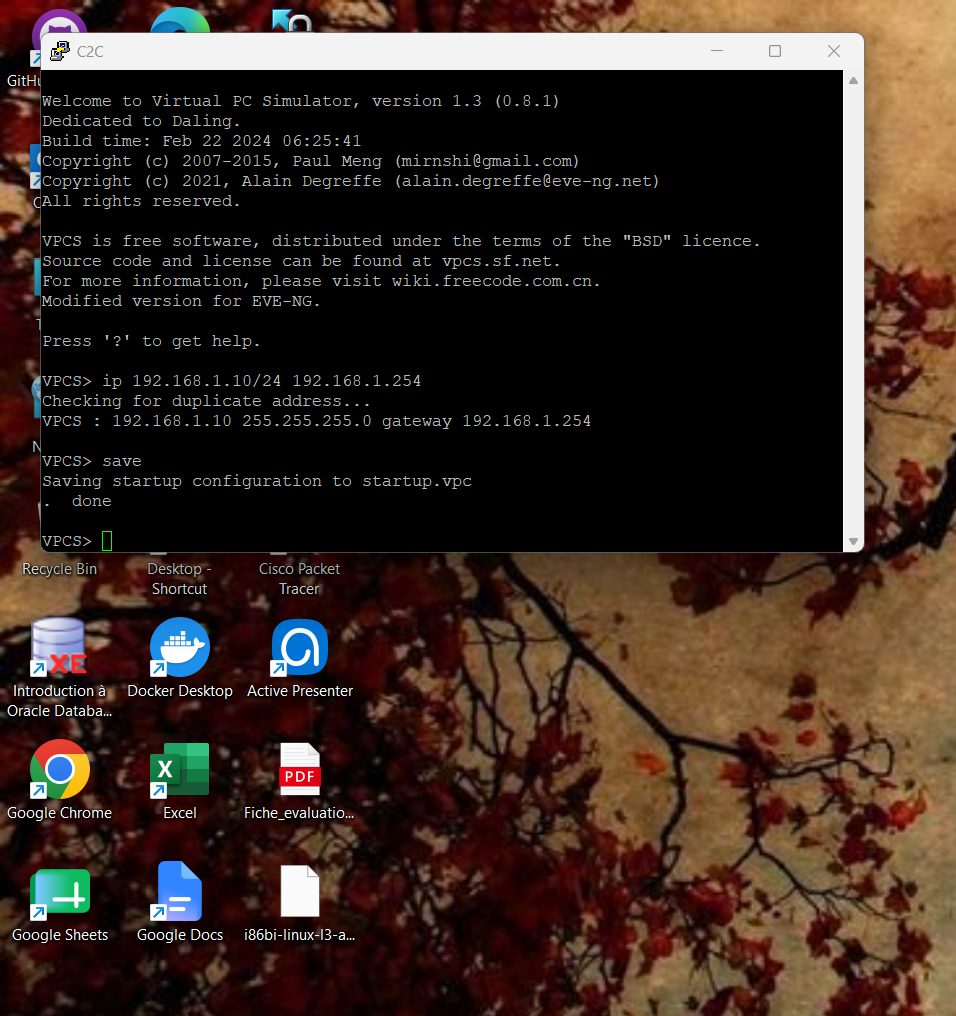 GitHu
C2C
Welcome to Virtual PC Simulator, version 1.3 (0.8.1)
Dedicated to Daling.
Build time: Feb 22 2024 06:25:41
Copyright (c) 2007-2015, Paul Meng (mirnshi@gmail.com)
Copyright (c) 2021, Alain Degreffe (alain.degreffe@eve-ng.net)
All rights reserved.
VPCS is free software, distributed under the terms of the "BSD" licence.
Source code and license can be found at vpcs.sf.net.
For more information, please visit wiki.freecode.com.cn.
Modified version for EVE-NG.
Press '?' to get help.
VPCS> ip 192.168.1.10/24 192.168.1.254
Checking for duplicate address...
VPCS : 192.168.1.10 255.255.255.0 gateway 192.168.1.254
VPCS> save
Saving startup configuration to startup.vpc
.  done
VPCS>
Recycle Bin
Desktop -
Shortcut
Cisco Packet
Tracer
XE
Introduction à
Oracle Databa...
Docker Desktop
Active Presenter
Google Chrome
X
Excel
PDF
Fiche_evaluatio...
Google Sheets
Google Docs
i86bi-linux-l3-a...